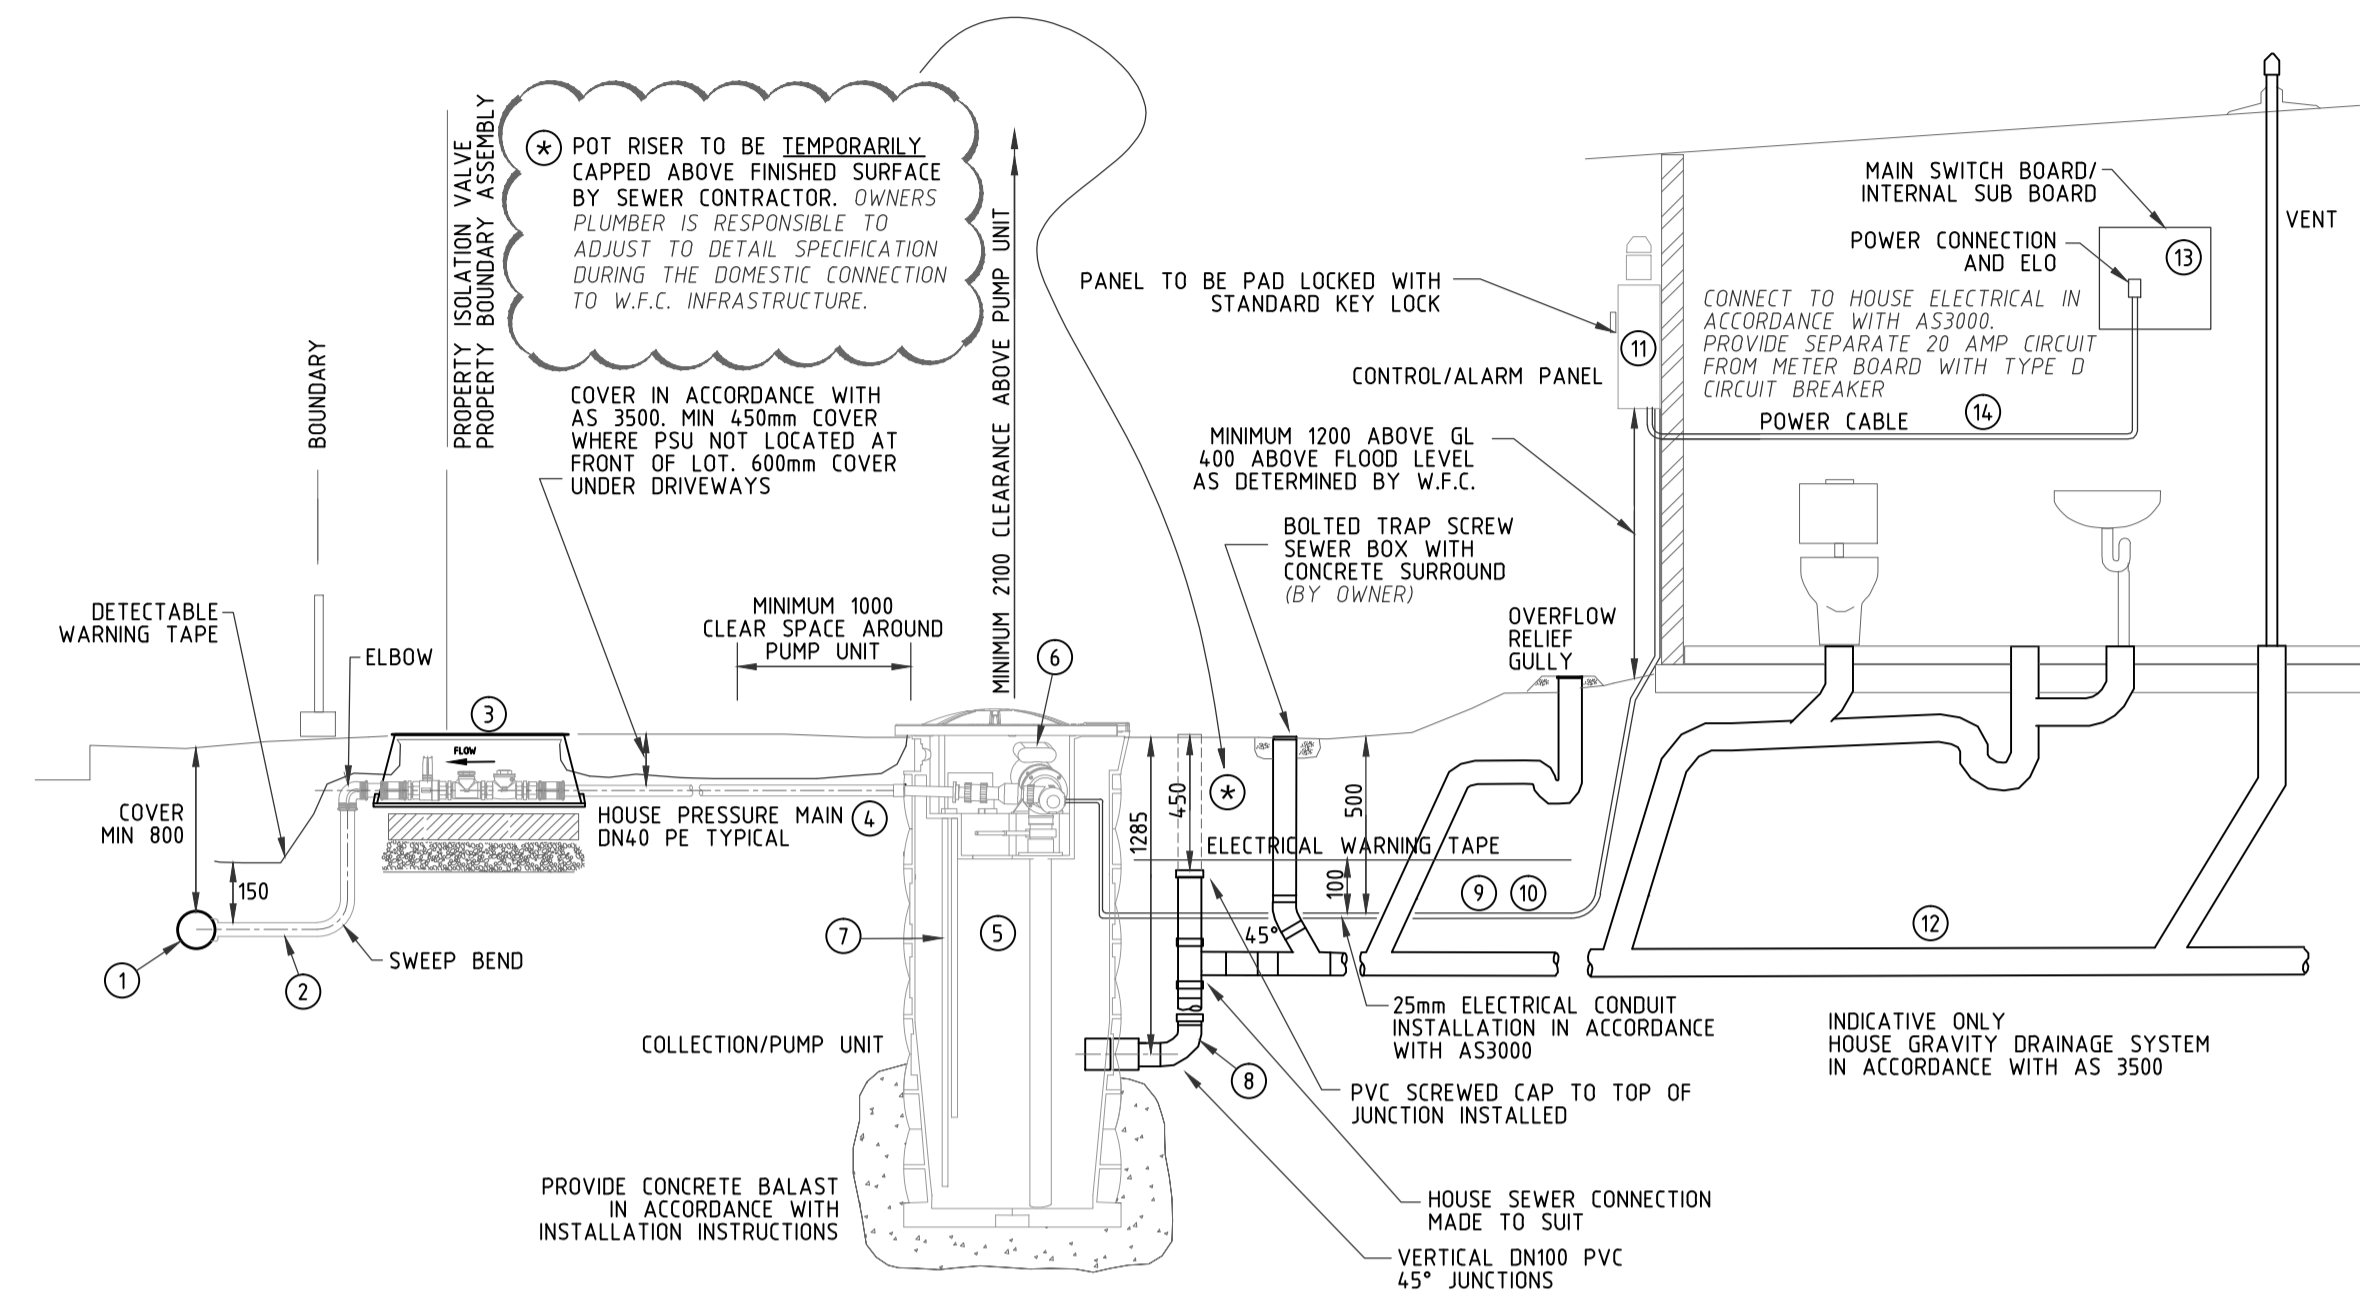 * POT RISER TO BE TEMPORARILY
CAPPED ABOVE FINISHED SURFACE
BY SEWER CONTRACTOR. OWNERS
PLUMBER IS RESPONSIBLE TO
ADJUST TO DETAIL SPECIFICATION
DURING THE DOMESTIC CONNECTION
TO W.F.C. INFRASTRUCTURE.
BOUNDARY
PROPERTY ISOLATION VALVE
PROPERTY BOUNDARY ASSEMBLY
COVER IN ACCORDANCE WITH
AS 3500. MIN 450mm COVER
WHERE PSU NOT LOCATED AT
FRONT OF LOT. 600mm COVER
UNDER DRIVEWAYS
MINIMUM 2100 CLEARANCE ABOVE PUMP UNIT
MINIMUM 1000
CLEAR SPACE AROUND
PUMP UNIT
DETECTABLE
WARNING TAPE
ELBOW
3
FLOW
6
COVER
MIN 800
150
HOUSE PRESSURE MAIN
DN40 PE TYPICAL
4
1
2
SWEEP BEND
7
5
COLLECTION/PUMP UNIT
PROVIDE CONCRETE BALAST
IN ACCORDANCE WITH
INSTALLATION INSTRUCTIONS
PANEL TO BE PAD LOCKED WITH
STANDARD KEY LOCK
11
CONTROL/ALARM PANEL
MINIMUM 1200 ABOVE GL
400 ABOVE FLOOD LEVEL
AS DETERMINED BY W.F.C.
BOLTED TRAP SCREW
SEWER BOX WITH
CONCRETE SURROUND
(BY OWNER)
OVERFLOW
RELIEF
GULLY
MAIN SWITCH BOARD/
INTERNAL SUB BOARD
POWER CONNECTION
AND ELO
13
VENT
CONNECT TO HOUSE ELECTRICAL IN
ACCORDANCE WITH AS3000.
PROVIDE SEPARATE 20 AMP CIRCUIT
FROM METER BOARD WITH TYPE D
CIRCUIT BREAKER
POWER CABLE
14
1285
450
*
500
ELECTRICAL WARNING TAPE
100
9
10
45°
12
8
25mm ELECTRICAL CONDUIT
INSTALLATION IN ACCORDANCE
WITH AS3000
PVC SCREWED CAP TO TOP OF
JUNCTION INSTALLED
HOUSE SEWER CONNECTION
MADE TO SUIT
VERTICAL DN100 PVC
45° JUNCTIONS
INDICATIVE ONLY
HOUSE GRAVITY DRAINAGE SYSTEM
IN ACCORDANCE WITH AS 3500